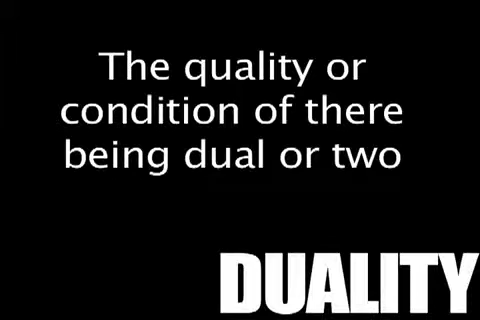 The quality or
condition of there
being dual or two
DUALITY